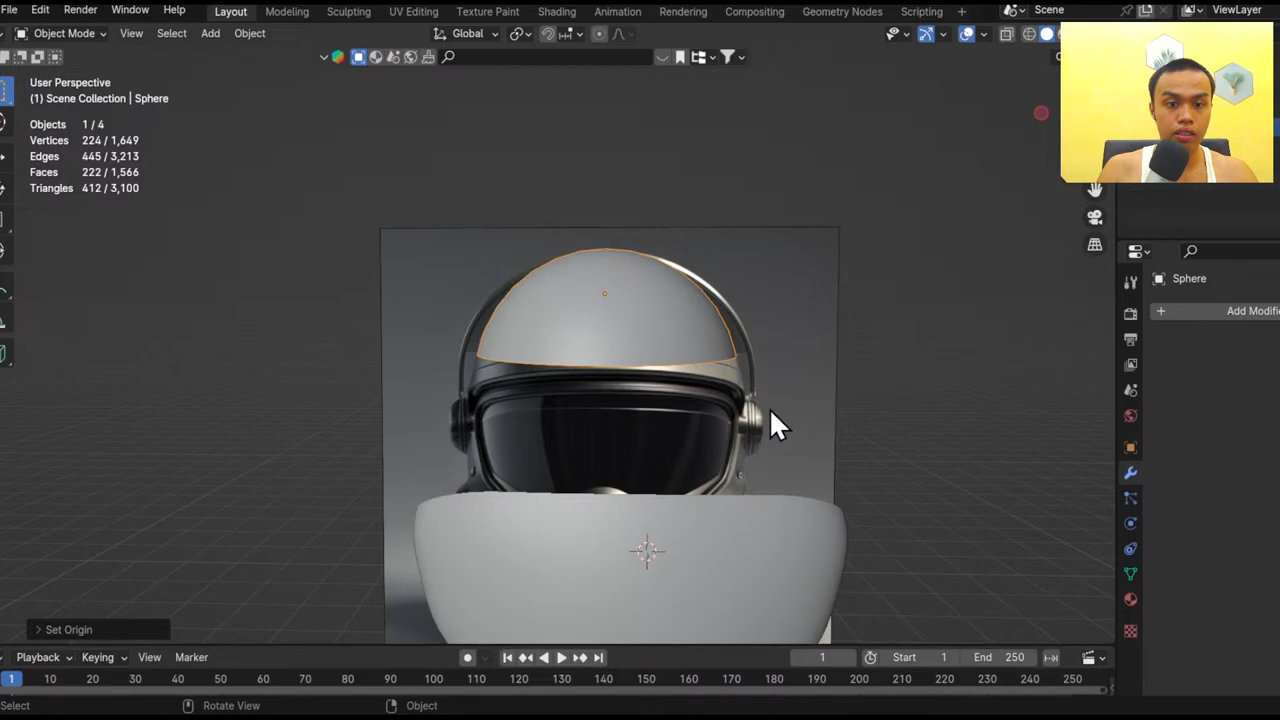 File Edit Render Window Help Layout Modeling Sculpting UV Editing Texture Paint Shading Animation Rendering Compositing Geometry Nodes Scripting Scene ViewLayer
Object Mode View Select Add Object Global
User Perspective
(1) Scene Collection | Sphere
Objects 1 / 4
Vertices 224 / 1,649
Edges 445 / 3,213
Faces 222 / 1,566
Triangles 412 / 3,100
Sphere
Add Modifi
Set Origin
Playback Keying View Marker 1 Start 1 End 250
1 10 20 30 40 50 60 70 80 90 100 110 120 130 140 150 160 170 180 190 200 210 220 230 240 250
Select Rotate View Object